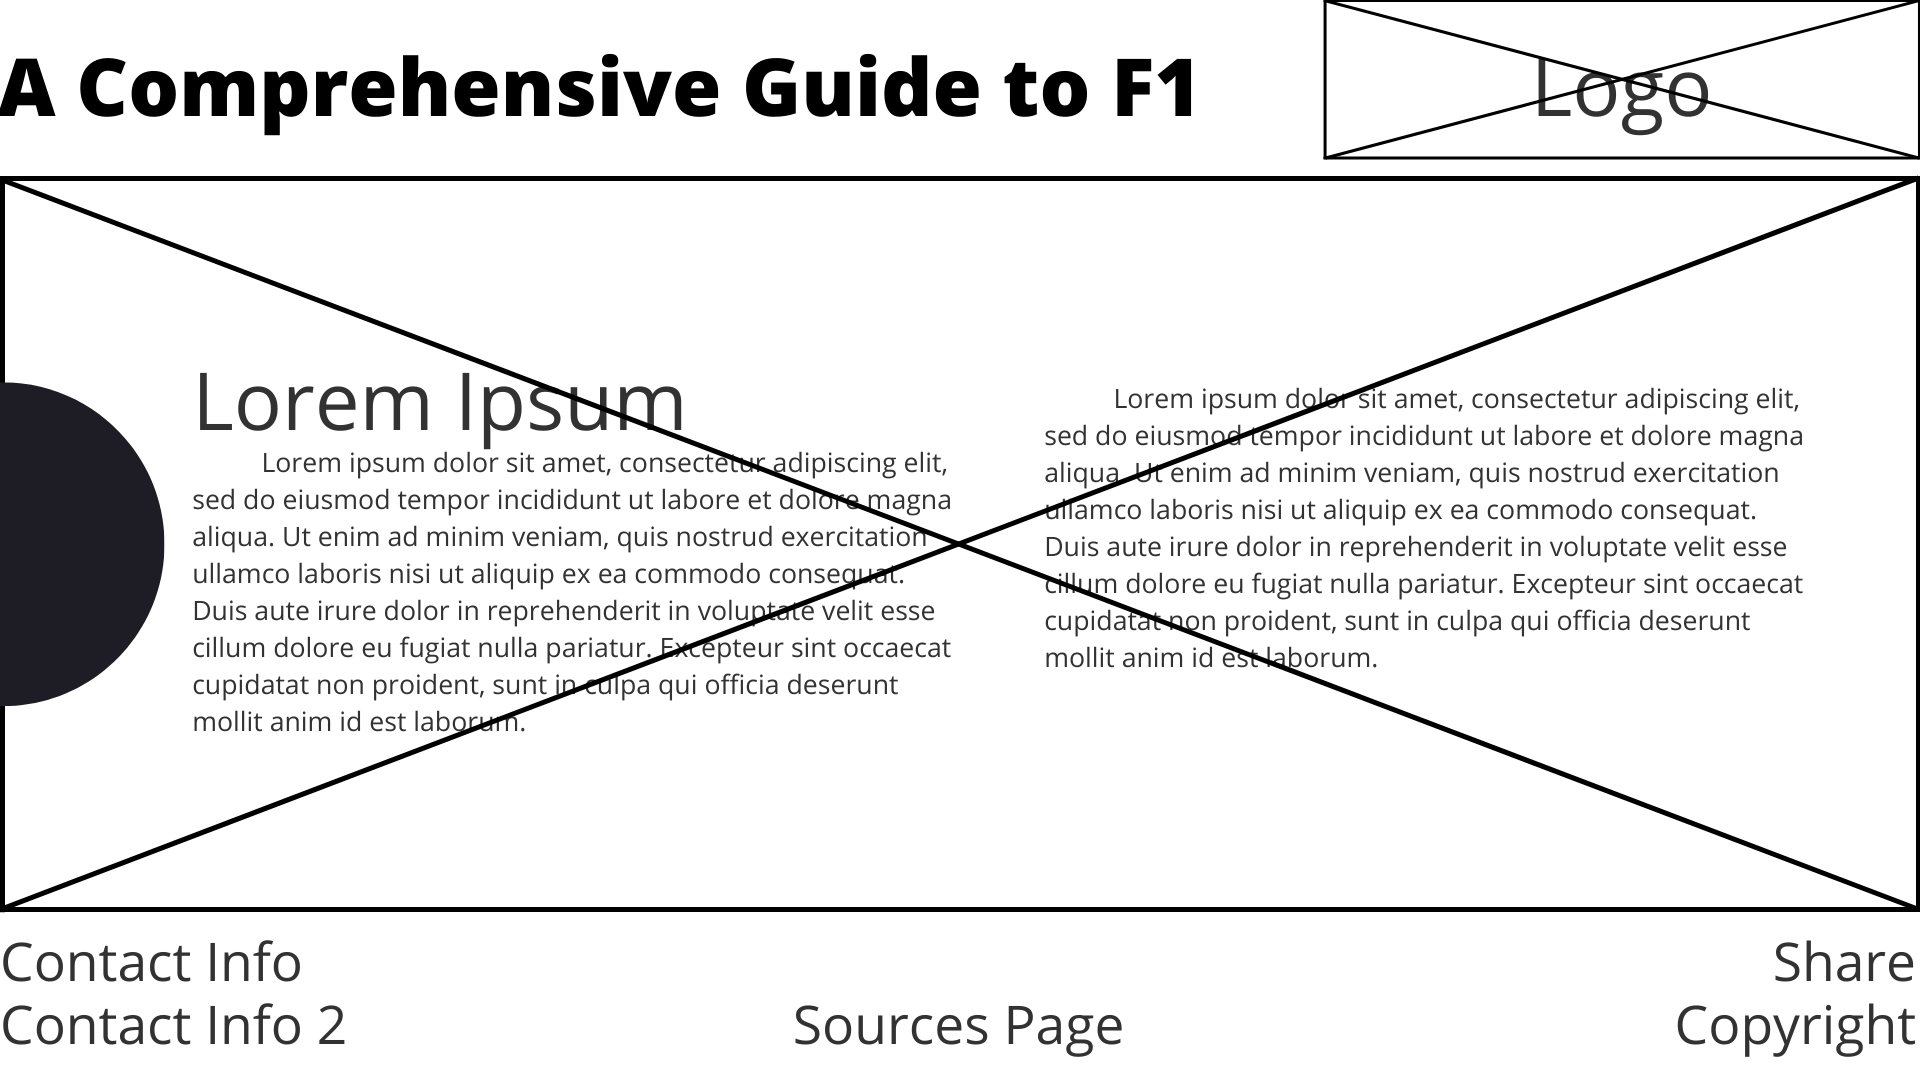 A Comprehensive Guide to F1
Logo
Lorem Ipsum
Lorem ipsum dolor sit amet, consectetur adipiscing elit,
sed do eiusmod tempor incididunt ut labore et dolore magna
aliqua. Ut enim ad minim veniam, quis nostrud exercitation
ullamco laboris nisi ut aliquip ex ea commodo consequat.
Duis aute irure dolor in reprehenderit in voluptate velit esse
cillum dolore eu fugiat nulla pariatur. Excepteur sint occaecat
cupidatat non proident, sunt in culpa qui officia deserunt
mollit anim id est laborum.
Lorem ipsum dolor sit amet, consectetur adipiscing elit,
sed do eiusmod tempor incididunt ut labore et dolore magna
aliqua. Ut enim ad minim veniam, quis nostrud exercitation
ullamco laboris nisi ut aliquip ex ea commodo consequat.
Duis aute irure dolor in reprehenderit in voluptate velit esse
cillum dolore eu fugiat nulla pariatur. Excepteur sint occaecat
cupidatat non proident, sunt in culpa qui officia deserunt
mollit anim id est laborum.
Contact Info
Contact Info 2
Sources Page
Share
Copyright